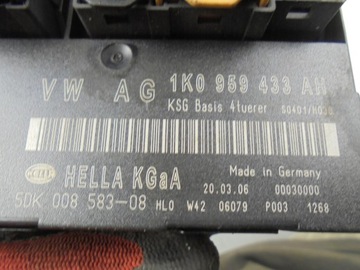 VW AG 1K0 959 433 AH
KSG Basis 4tuerer
HELLA
HELLA KGaA
Made in Germany
20.03.06 00030000
5DK 008 583-08 HL0 W42 06079 P003 1268